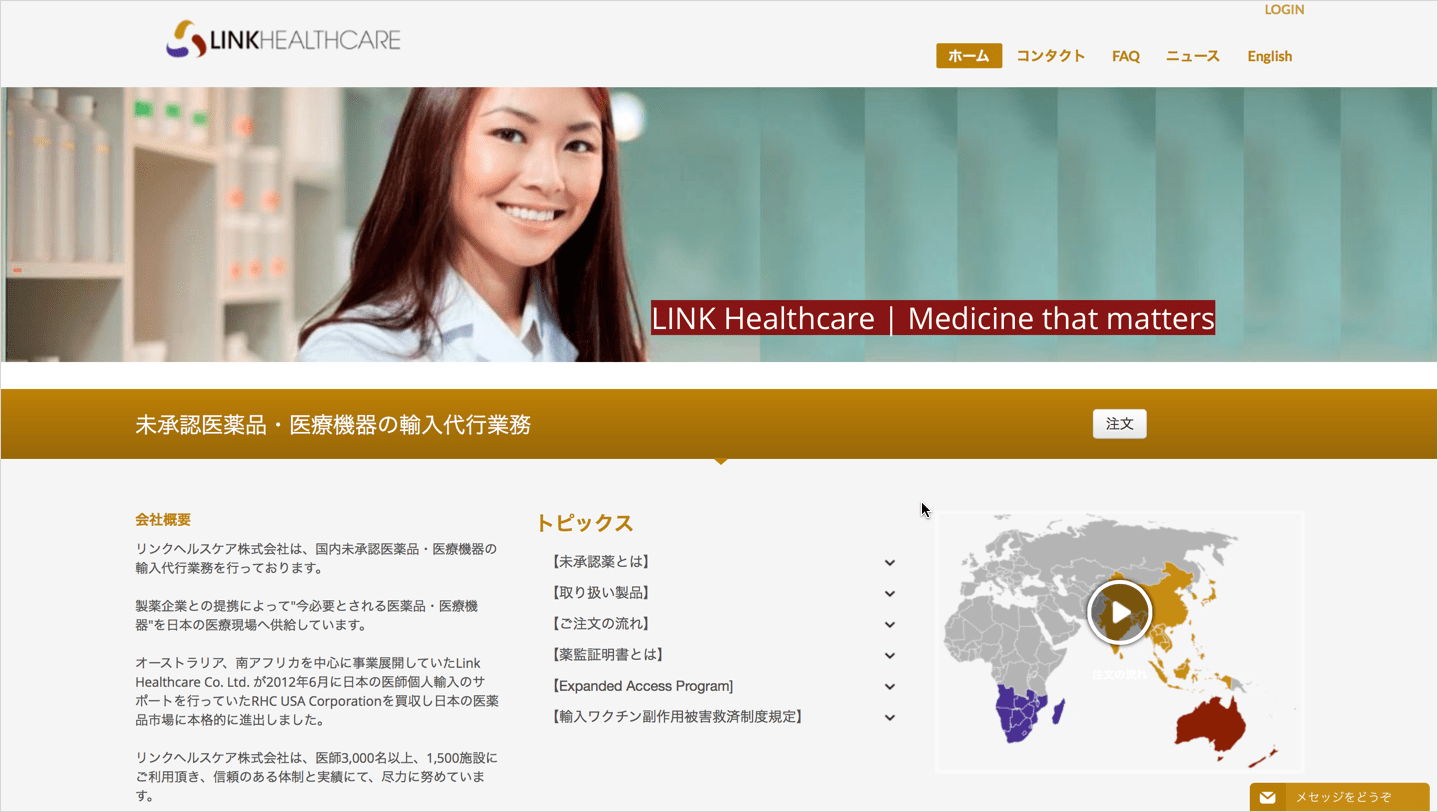 LOGIN
LINKHEALTHCARE
ホーム コンタクト FAQ ニュース English
LINK Healthcare | Medicine that matters
未承認医薬品・医療機器の輸入代行業務
注文
会社概要
リンクヘルスケア株式会社は、国内未承認医薬品・医療機器の
輸入代行業務を行っております。
製薬企業との提携によって"今必要とされる医薬品・医療機
器"を日本の医療現場へ供給しています。
オーストラリア、南アフリカを中心に事業展開していたLink
Healthcare Co. Ltd. が2012年6月に日本の医師個人輸入のサ
ポートを行っていたRHC USA Corporationを買収し日本の医薬
品市場に本格的に進出しました。
リンクヘルスケア株式会社は、医師3,000名以上、1,500施設に
ご利用頂き、信頼のある体制と実績にて、尽力に努めていま
す。
トピックス
【未承認薬とは】
【取り扱い製品】
【ご注文の流れ】
【薬監証明書とは】
【Expanded Access Program】
【輸入ワクチン副作用被害救済制度規定】
注文の流れ
メセッジをどうぞ